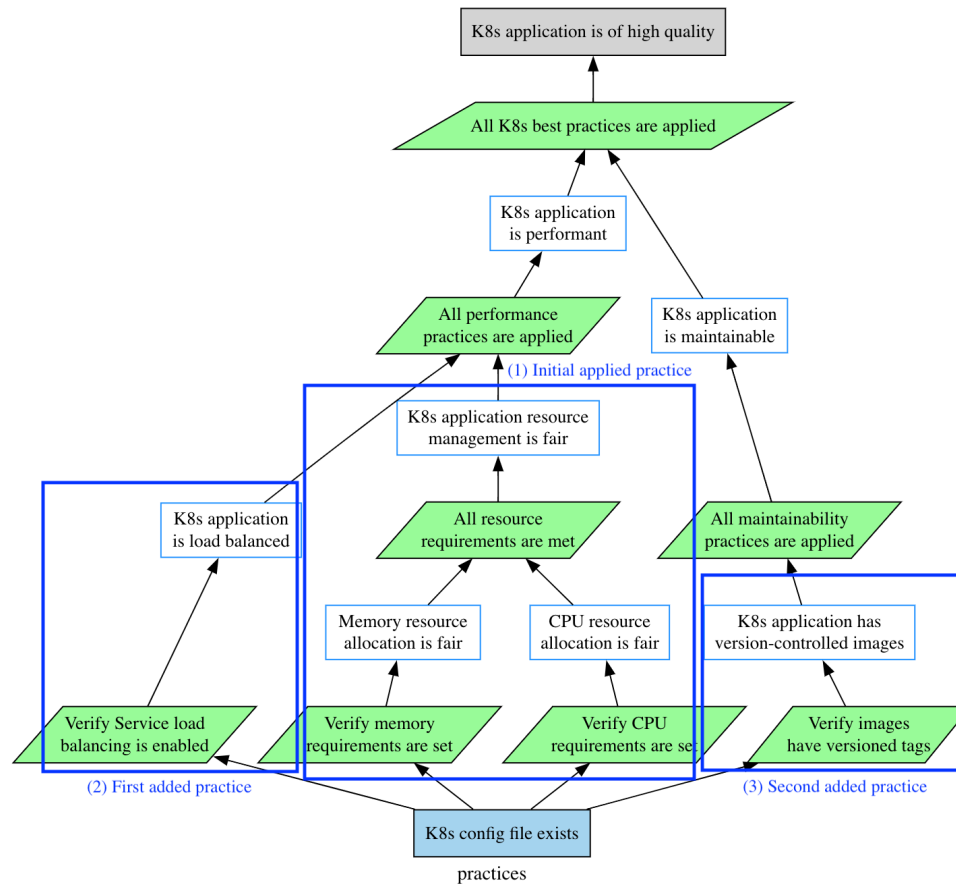 K8s application is of high quality
All K8s best practices are applied
K8s application
is performant
All performance
practices are applied
K8s application
is maintainable
(1) Initial applied practice
K8s application resource
management is fair
K8s application
is load balanced
All resource
requirements are met
All maintainability
practices are applied
Memory resource
allocation is fair
CPU resource
allocation is fair
K8s application has
version-controlled images
Verify Service load
balancing is enabled
Verify memory
requirements are set
Verify CPU
requirements are set
Verify images
have versioned tags
(2) First added practice
(3) Second added practice
K8s config file exists
practices